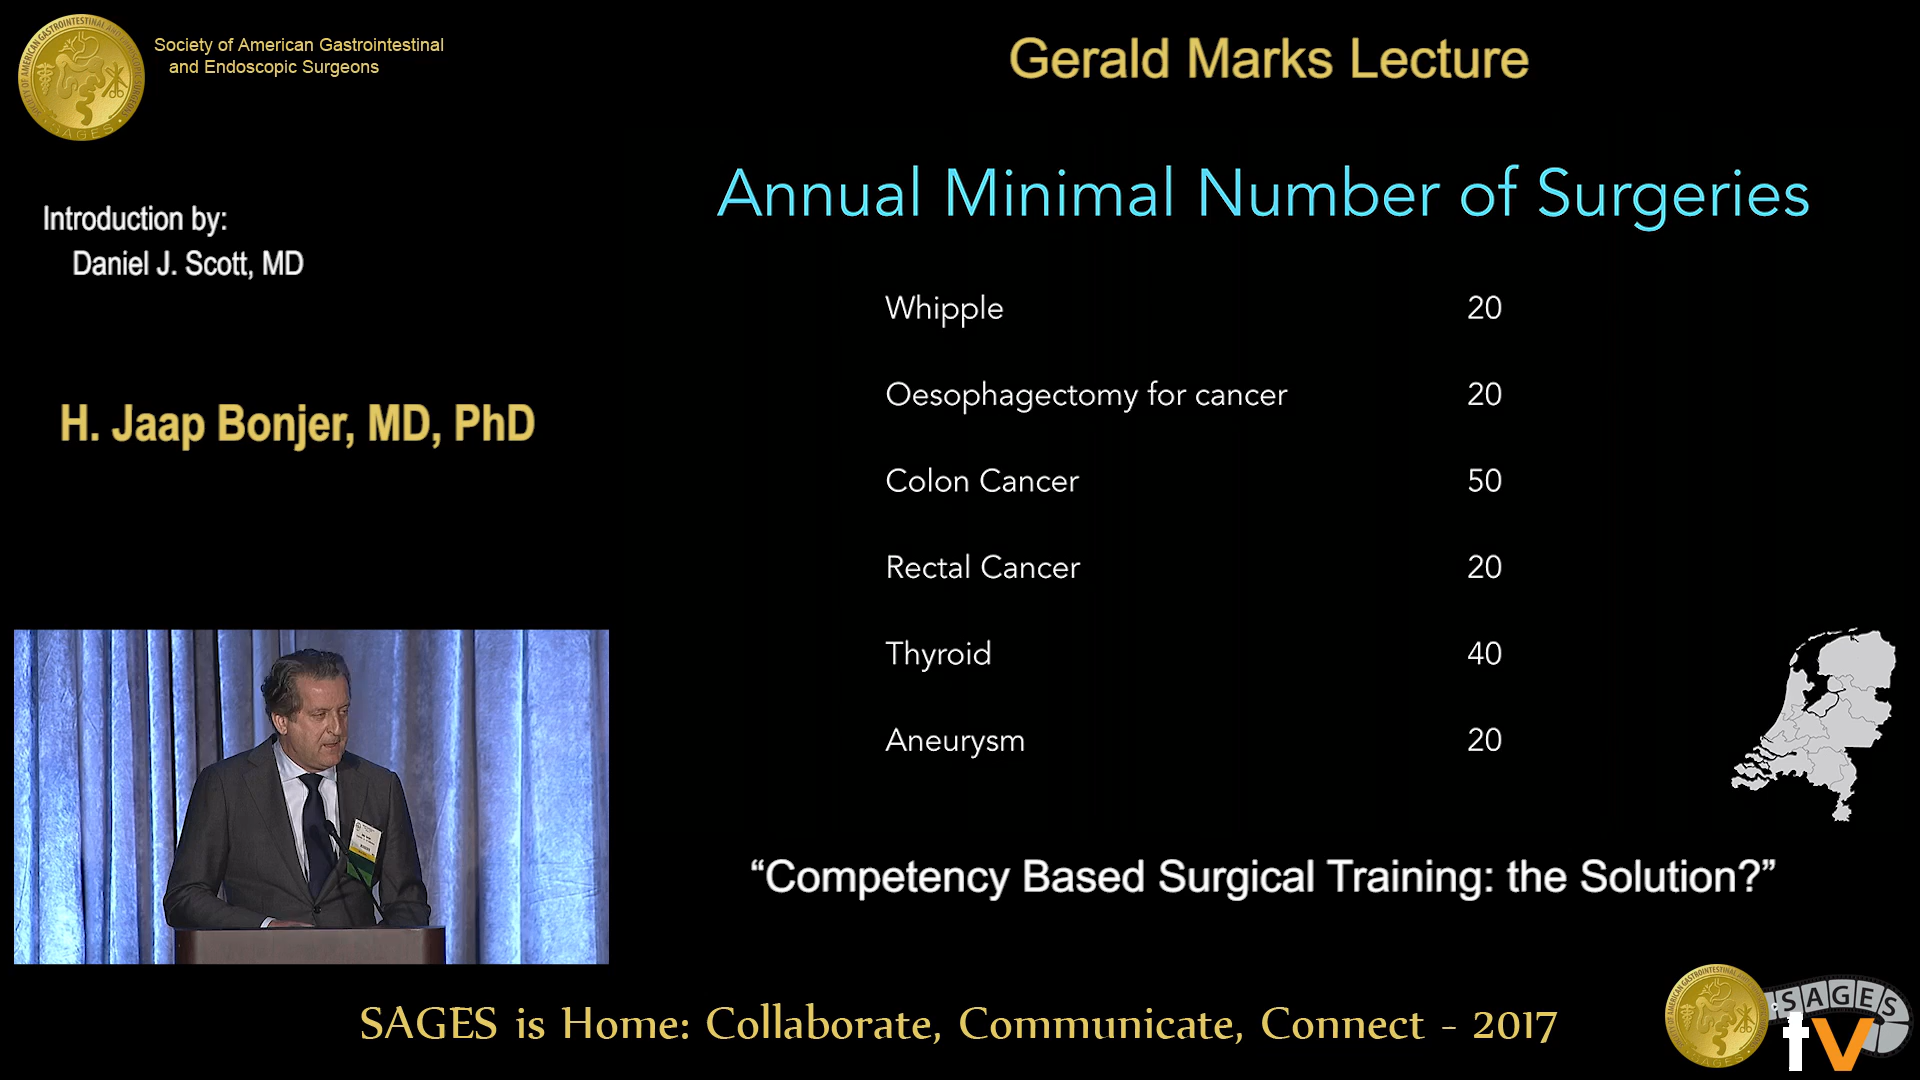 Society of American Gastrointestinal
and Endoscopic Surgeons
Gerald Marks Lecture
Introduction by:
Daniel J. Scott, MD
H. Jaap Bonjer, MD, PhD
Annual Minimal Number of Surgeries
Whipple 20
Oesophagectomy for cancer 20
Colon Cancer 50
Rectal Cancer 20
Thyroid 40
Aneurysm 20
“Competency Based Surgical Training: the Solution?”
SAGES is Home: Collaborate, Communicate, Connect - 2017
SAGES
tv